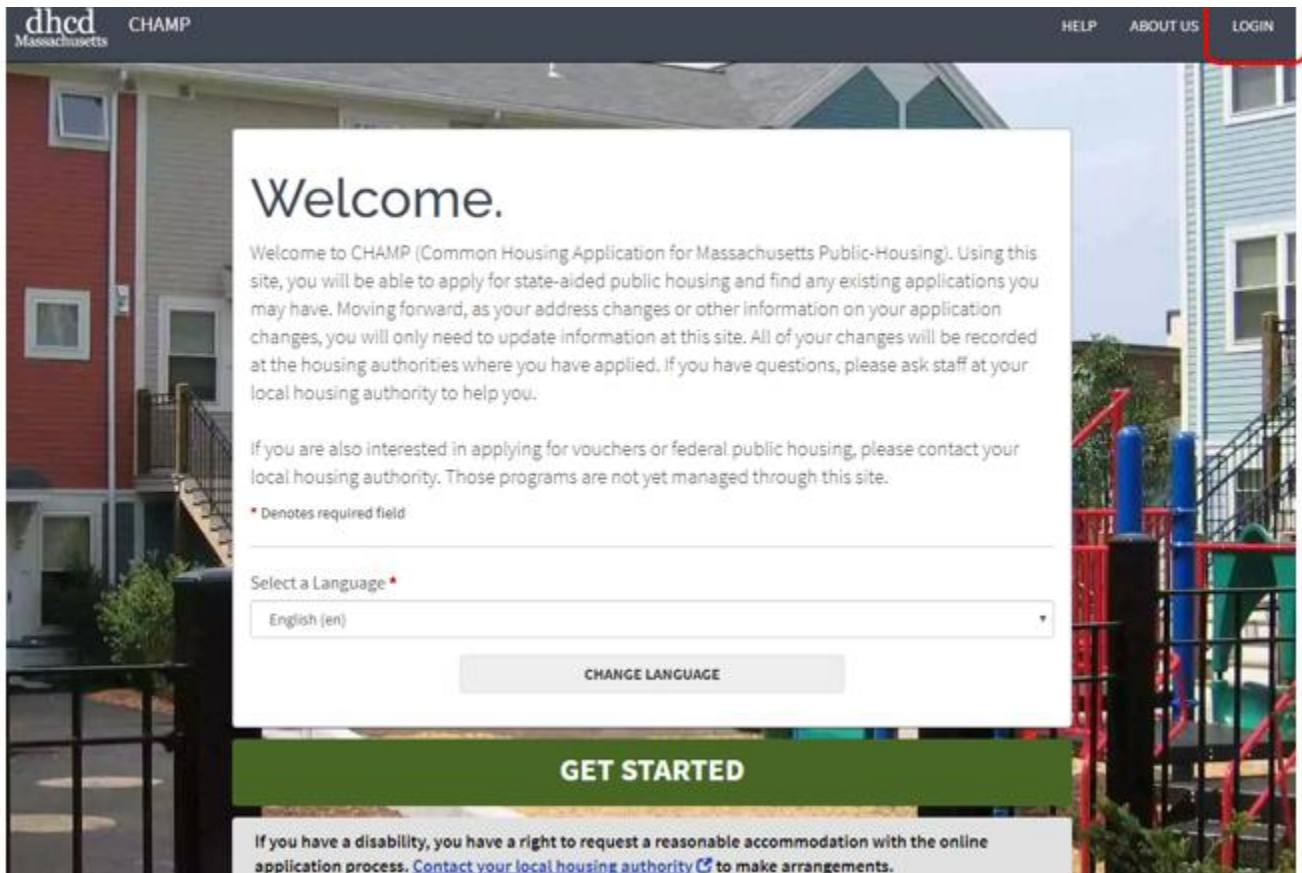 dhcd
Massachusetts
CHAMP
HELP
ABOUT US
LOGIN
Welcome.
Welcome to CHAMP (Common Housing Application for Massachusetts Public-Housing). Using this
site, you will be able to apply for state-aided public housing and find any existing applications you
may have. Moving forward, as your address changes or other information on your application
changes, you will only need to update information at this site. All of your changes will be recorded
at the housing authorities where you have applied. If you have questions, please ask staff at your
local housing authority to help you.
If you are also interested in applying for vouchers or federal public housing, please contact your
local housing authority. Those programs are not yet managed through this site.
* Denotes required field
Select a Language *
English (en)
CHANGE LANGUAGE
GET STARTED
If you have a disability, you have a right to request a reasonable accommodation with the online
application process. Contact your local housing authority to make arrangements.